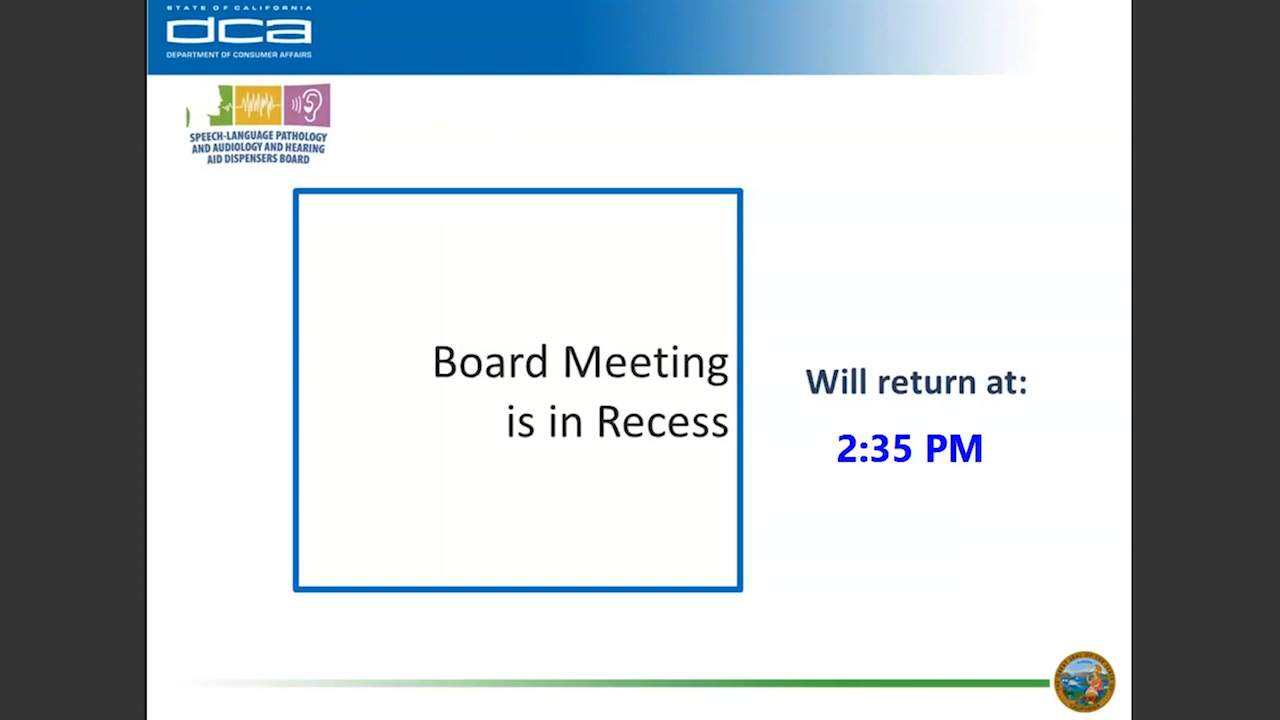 STATE OF CALIFORNIA
dca
DEPARTMENT OF CONSUMER AFFAIRS
SPEECH-LANGUAGE PATHOLOGY
AND AUDIOLOGY AND HEARING
AID DISPENSERS BOARD
Board Meeting
is in Recess
Will return at:
2:35 PM